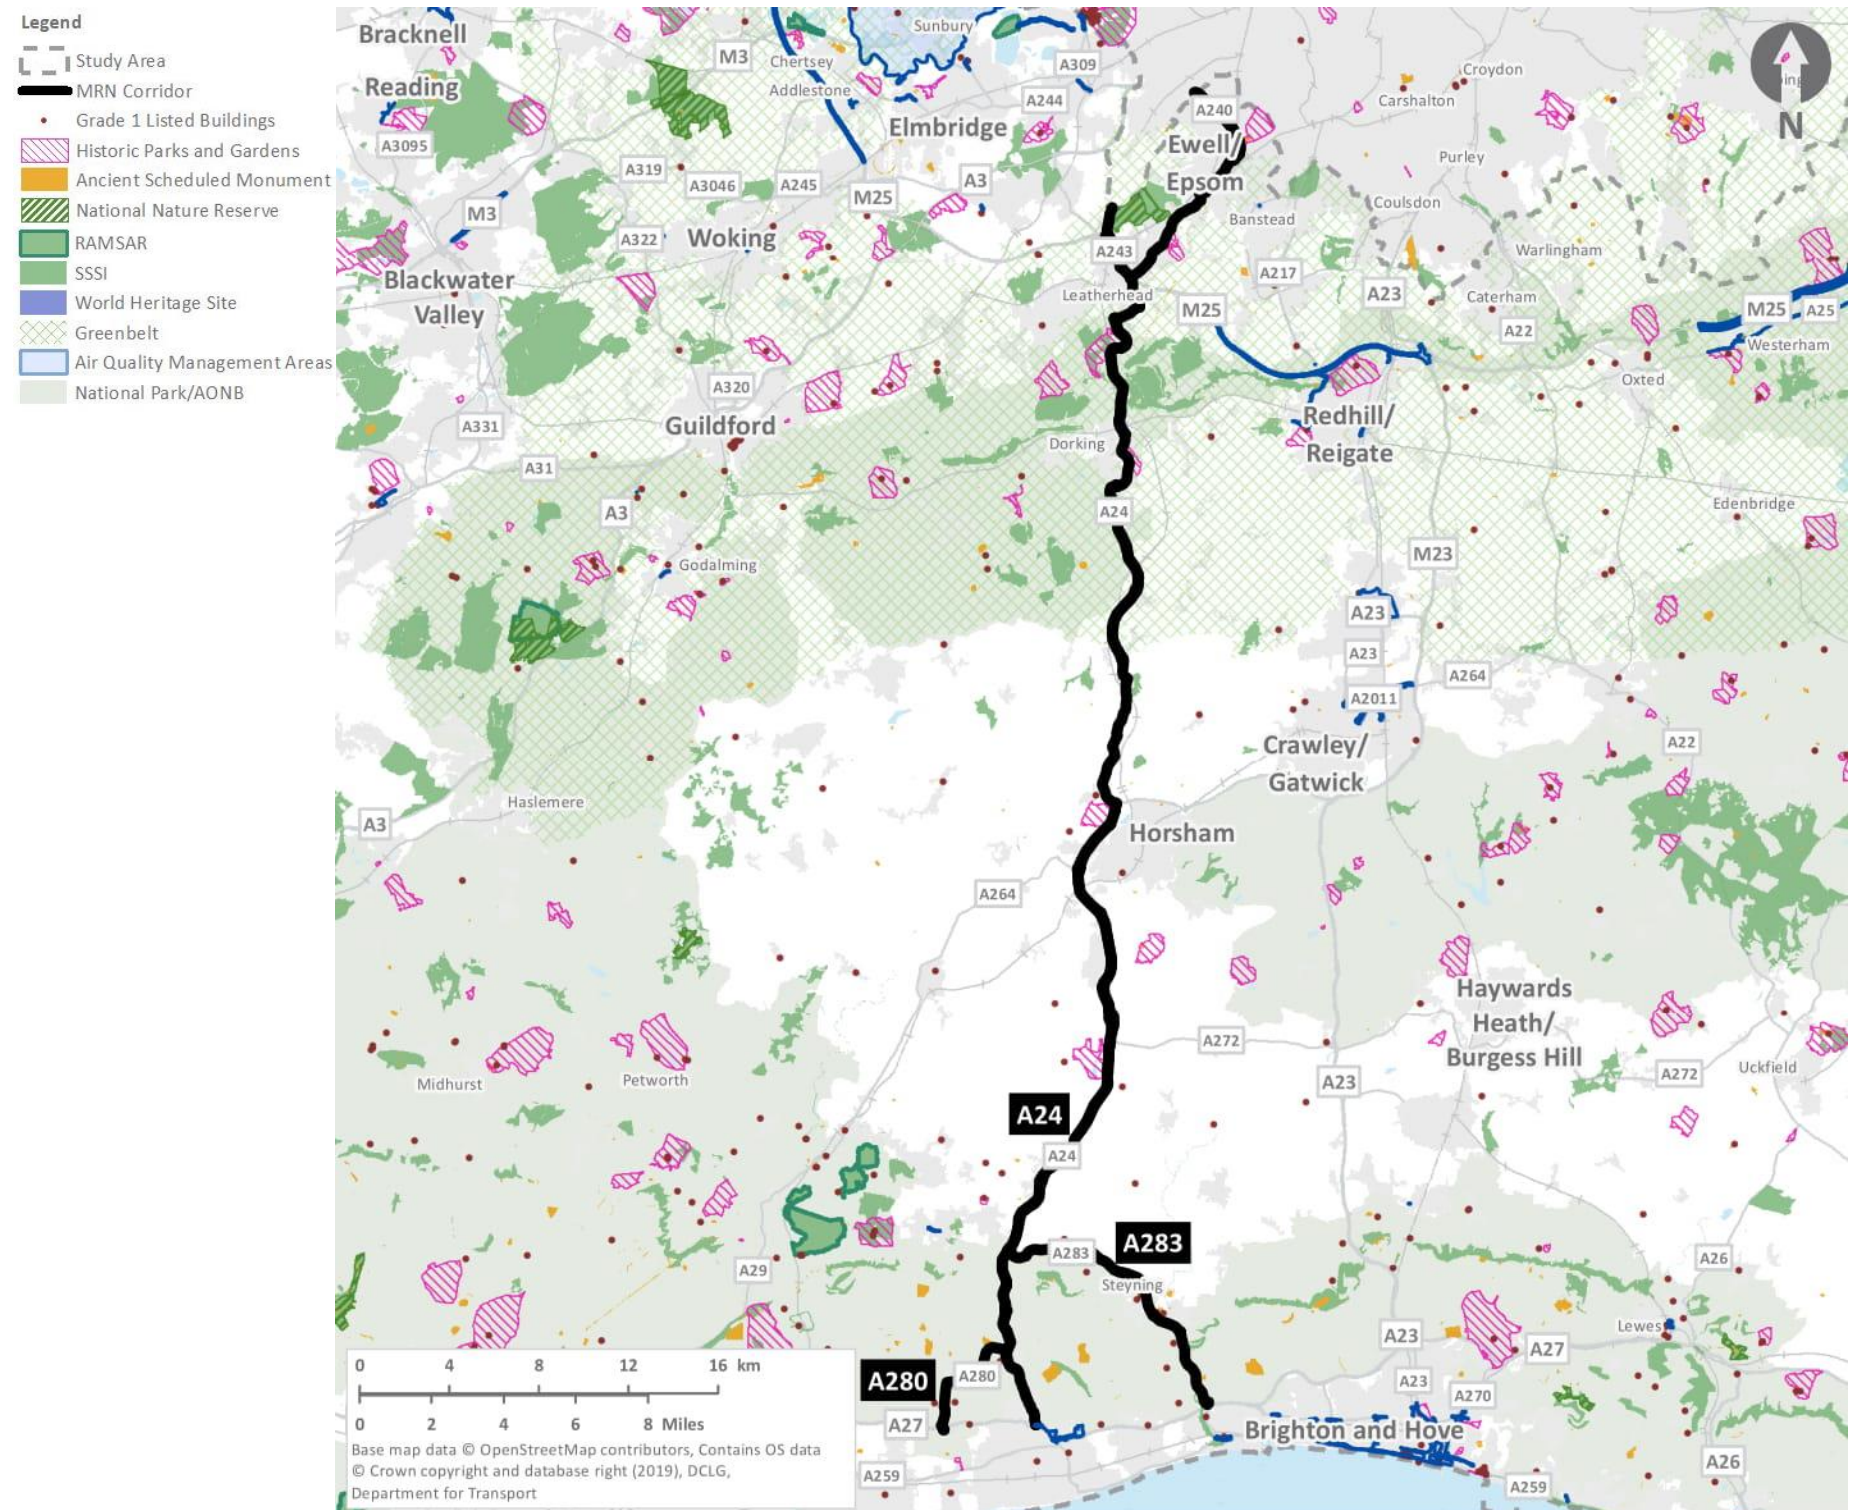 Legend
Study Area
MRN Corridor
Grade 1 Listed Buildings
Historic Parks and Gardens
Ancient Scheduled Monument
National Nature Reserve
RAMSAR
SSSI
World Heritage Site
Greenbelt
Air Quality Management Areas
National Park/AONB
Bracknell
Sunbury
M3
Chertsey
A309
Croydon
Reading
Addlestone
A244
Carshalton
A240
N
A3095
Elmbridge
Ewell/
Epsom
Purley
A319
A3046
A245
A3
M25
M3
Banstead
Coulsdon
A322
Woking
A243
Warlingham
Blackwater
Valley
A217
Leatherhead
A23
Caterham
M25
M25
A25
A22
Westerham
A320
Oxted
Guildford
Redhill/
Reigate
A331
Dorking
A31
A3
A24
Edenbridge
M23
Godalming
A23
A23
A264
A2011
Crawley/
Gatwick
A22
Haslemere
A3
Horsham
A264
Haywards
Heath/
Burgess Hill
A272
Midhurst
Petworth
A23
A272
Uckfield
A24
A24
A283
A283
A29
Steyning
A26
Lewes
A23
A27
A280
A280
A23
A270
A27
Brighton and Hove
A259
A26
A259
0 4 8 12 16 km
0 2 4 6 8 Miles
Base map data © OpenStreetMap contributors, Contains OS data
© Crown copyright and database right (2019), DCLG,
Department for Transport